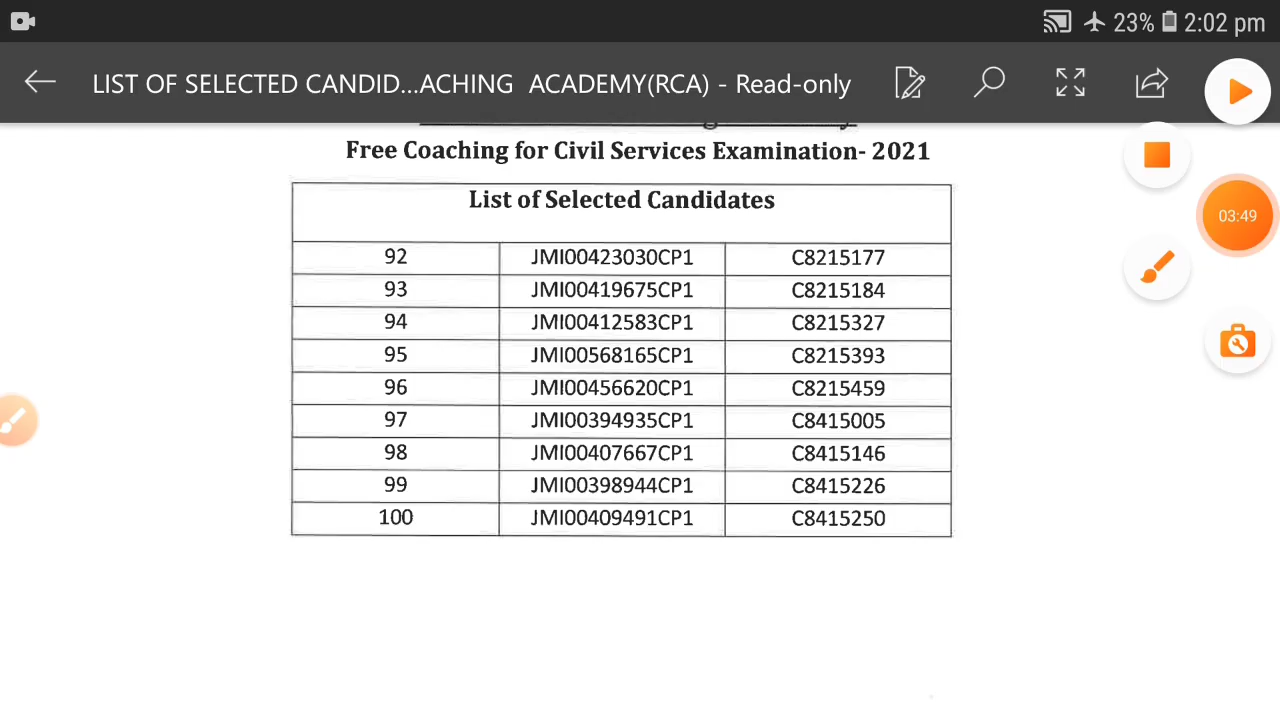 23% 2:02 pm
LIST OF SELECTED CANDID...ACHING ACADEMY(RCA) - Read-only
Free Coaching for Civil Services Examination- 2021
03:49
List of Selected Candidates
92 JMI00423030CP1 C8215177
93 JMI00419675CP1 C8215184
94 JMI00412583CP1 C8215327
95 JMI00568165CP1 C8215393
96 JMI00456620CP1 C8215459
97 JMI00394935CP1 C8415005
98 JMI00407667CP1 C8415146
99 JMI00398944CP1 C8415226
100 JMI00409491CP1 C8415250